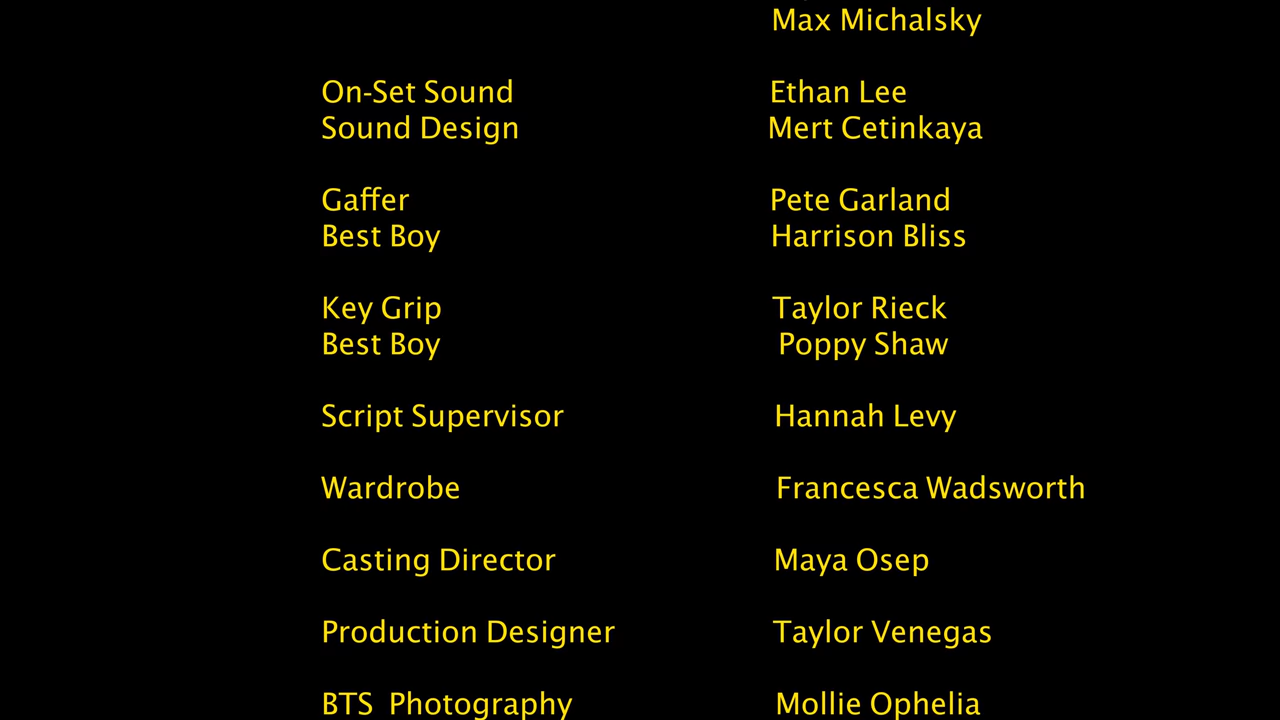 Max Michalsky
On-Set Sound Ethan Lee
Sound Design Mert Cetinkaya
Gaffer Pete Garland
Best Boy Harrison Bliss
Key Grip Taylor Rieck
Best Boy Poppy Shaw
Script Supervisor Hannah Levy
Wardrobe Francesca Wadsworth
Casting Director Maya Osep
Production Designer Taylor Venegas
BTS  Photography Mollie Ophelia